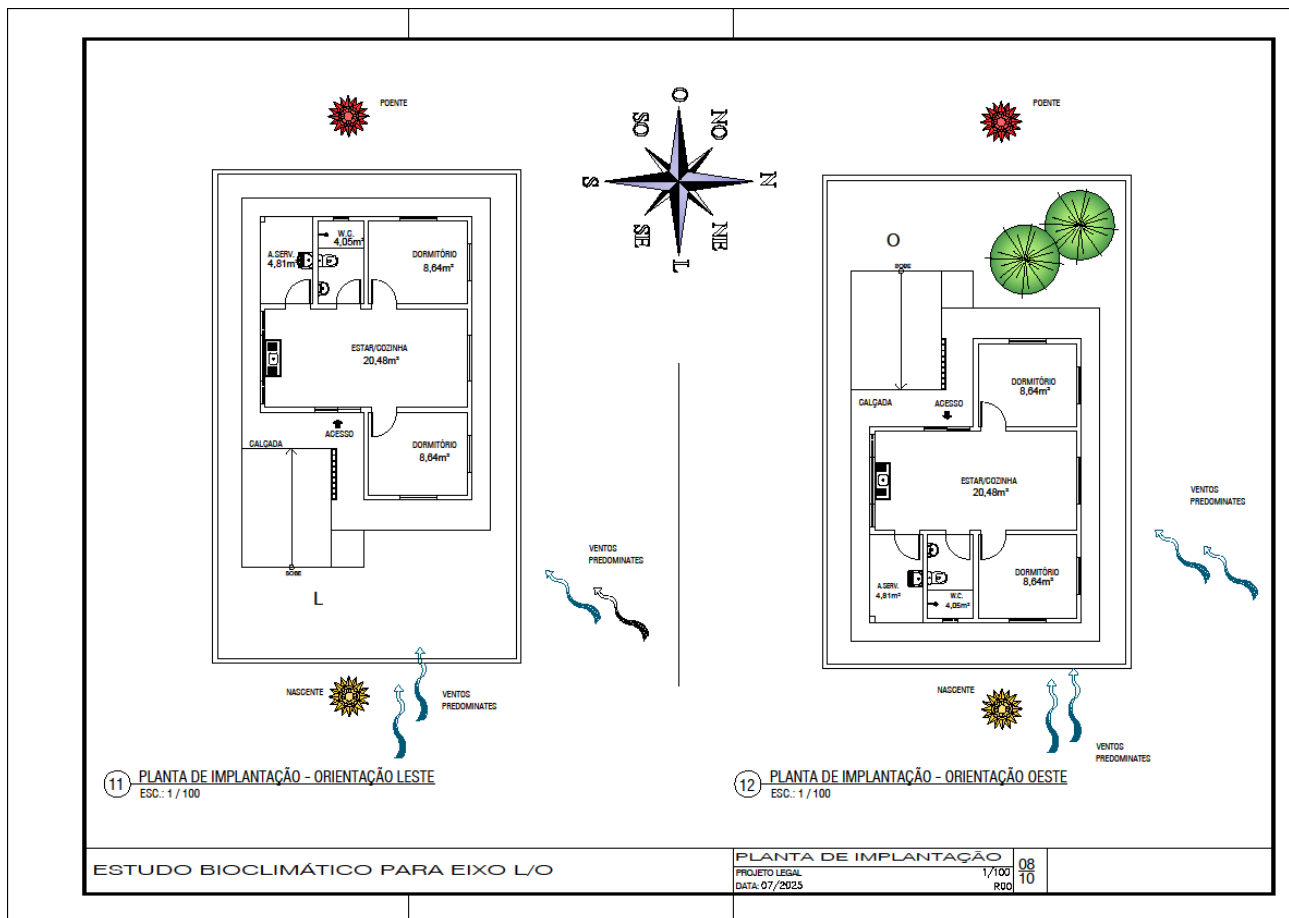 POENTE
O
NO
SO
S
N
SE
NE
L
W.C.
4,05m²
A.SERV.
4,81m²
DORMITÓRIO
8,64m²
ESTAR/COZINHA
20,48m²
ACESSO
CALÇADA
DORMITÓRIO
8,64m²
SOBE
L
VENTOS
PREDOMINATES
NASCENTE
VENTOS
PREDOMINATES
11
PLANTA DE IMPLANTAÇÃO - ORIENTAÇÃO LESTE
ESC.: 1 / 100
POENTE
O
SOBE
DORMITÓRIO
8,64m²
CALÇADA
ACESSO
ESTAR/COZINHA
20,48m²
VENTOS
PREDOMINATES
A.SERV.
4,81m²
W.C.
4,05m²
DORMITÓRIO
8,64m²
NASCENTE
VENTOS
PREDOMINATES
12
PLANTA DE IMPLANTAÇÃO - ORIENTAÇÃO OESTE
ESC.: 1 / 100
ESTUDO BIOCLIMÁTICO PARA EIXO L/O
PLANTA DE IMPLANTAÇÃO
PROJETO LEGAL 1/100
DATA: 07/2025 R00
08
10